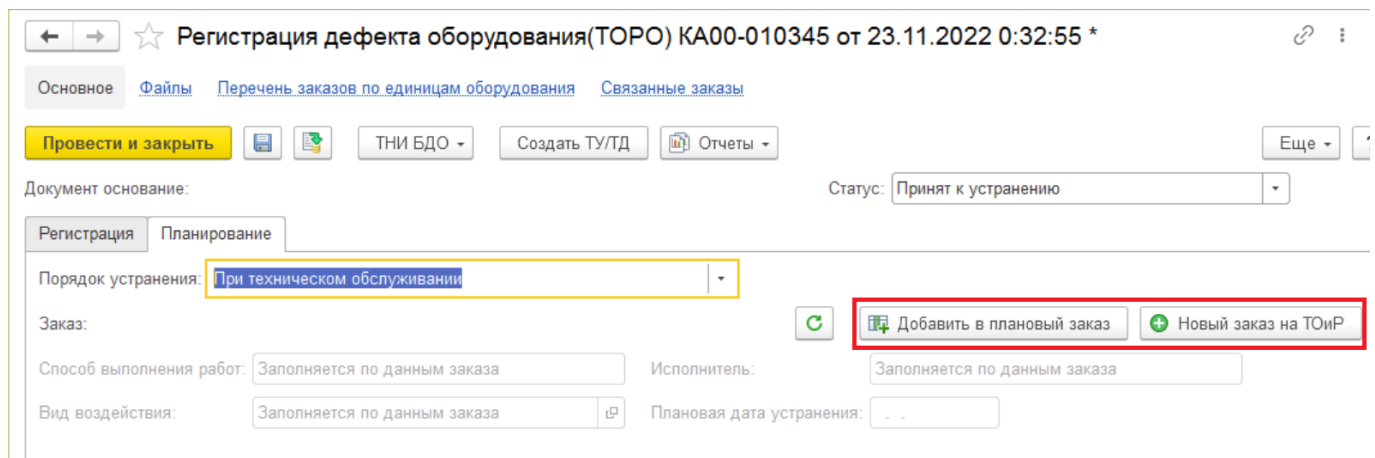 Регистрация дефекта оборудования(ТОРО) КА00-010345 от 23.11.2022 0:32:55 *
Основное Файлы Перечень заказов по единицам оборудования Связанные заказы
Провести и закрыть ТНИ БДО Создать ТУ/ТД Отчеты Еще
Документ основание: Статус: Принят к устранению
Регистрация Планирование
Порядок устранения: При техническом обслуживании
Заказ: Добавить в плановый заказ Новый заказ на ТОиР
Способ выполнения работ: Заполняется по данным заказа Исполнитель: Заполняется по данным заказа
Вид воздействия: Заполняется по данным заказа Плановая дата устранения: . .